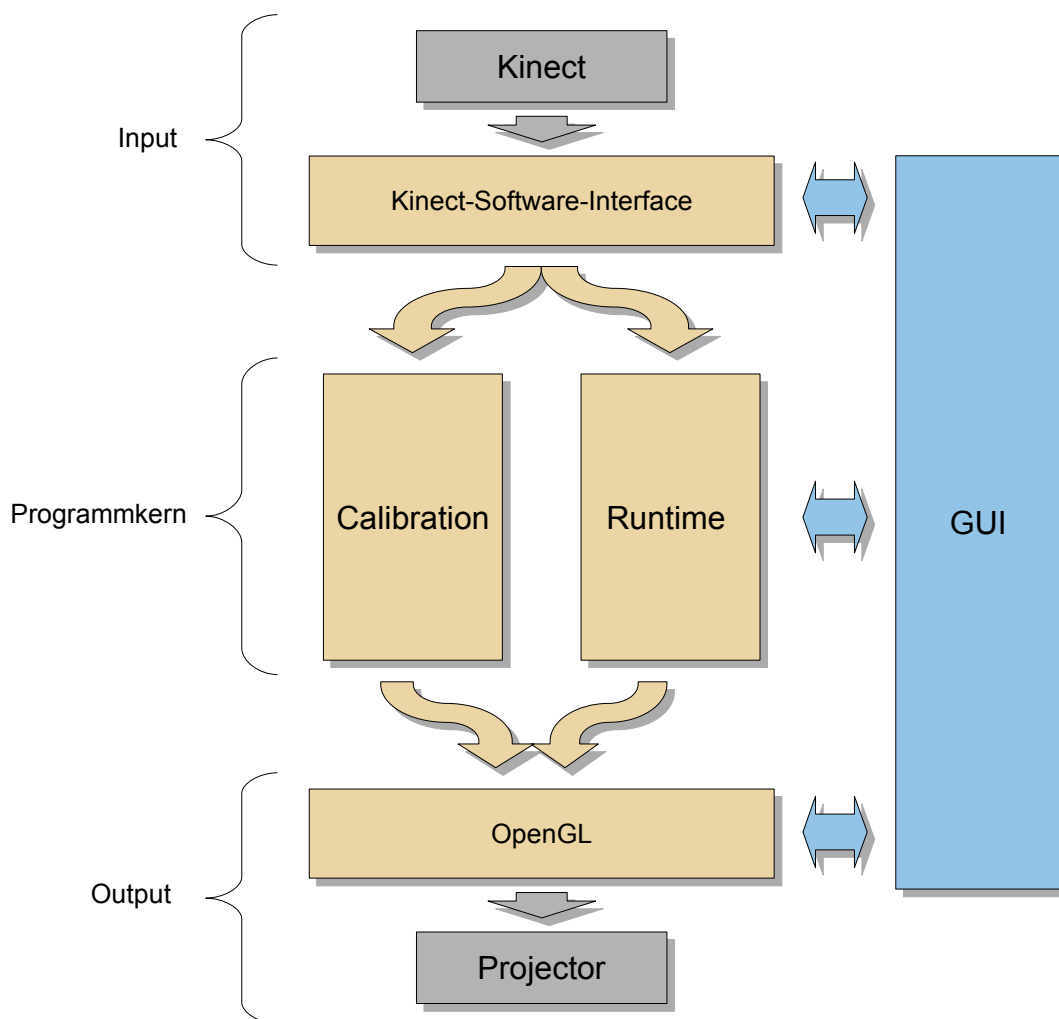 Kinect
Input
Kinect-Software-Interface
Programmkern
Calibration
Runtime
GUI
OpenGL
Output
Projector